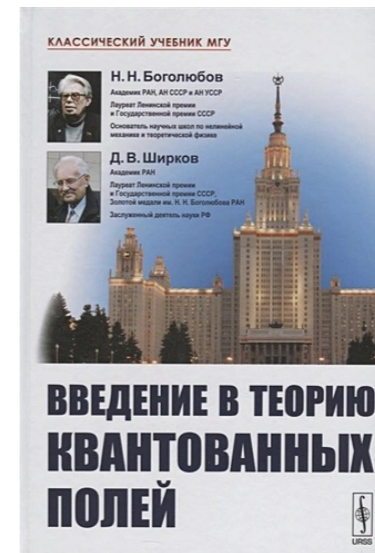 КЛАССИЧЕСКИЙ УЧЕБНИК МГУ
Н. Н. Боголюбов
Академик РАН, АН СССР и АН УССР
Лауреат Ленинской премии
и Государственной премии СССР
Основатель научных школ по нелинейной
механике и теоретической физике
Д. В. Ширков
Академик РАН
Лауреат Ленинской премии
и Государственной премии СССР,
Золотой медали им. Н. Н. Боголюбова РАН
Заслуженный деятель науки РФ
ВВЕДЕНИЕ В ТЕОРИЮ
КВАНТОВАННЫХ
ПОЛЕЙ
URSS